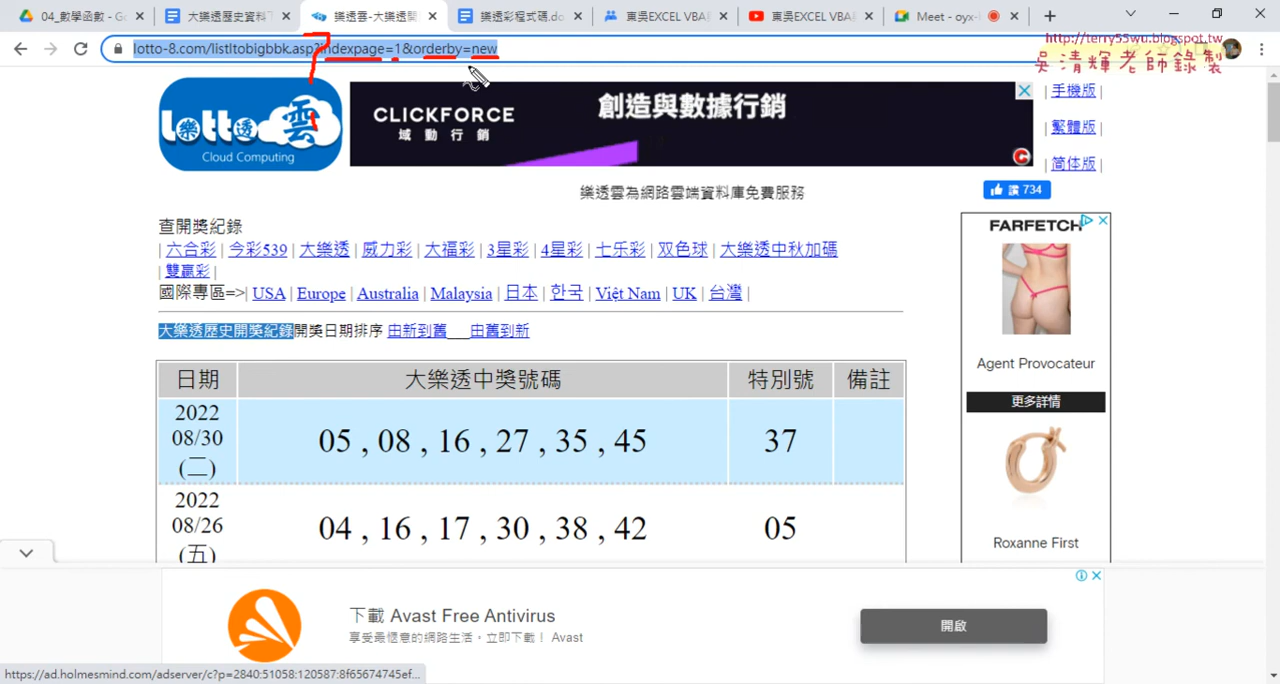 04_數學函數 - Go
大樂透歷史資料下
樂透雲-大樂透開
樂透彩程式碼.do
東吳EXCEL VBA
東吳EXCEL VBA
Meet - oyx-
lotto-8.com/listltobigbbk.asp?indexpage=1&orderby=new
http://terry55wu.blogspot.tw
吳清輝老師錄製
lotto 樂透雲
Cloud Computing
CLICKFORCE
域動行銷
創造與數據行銷
| 手機版 |
| 繁體版 |
| 简体版 |
讚 734
樂透雲為網路雲端資料庫免費服務
查開獎紀錄
| 六合彩 | 今彩539 | 大樂透 | 威力彩 | 大福彩 | 3星彩 | 4星彩 | 七乐彩 | 双色球 | 大樂透中秋加碼
| 雙贏彩 |
國際專區=>| USA | Europe | Australia | Malaysia | 日本 | 한국 | Việt Nam | UK | 台灣 |
大樂透歷史開獎紀錄開獎日期排序 由新到舊___由舊到新
日期 大樂透中獎號碼 特別號 備註
2022
08/30
(二)
05 , 08 , 16 , 27 , 35 , 45 37
2022
08/26
(五)
04 , 16 , 17 , 30 , 38 , 42 05
FARFETCH
Agent Provocateur
更多詳情
Roxanne First
下載 Avast Free Antivirus
享受最愜意的網路生活，立即下載！ Avast
開啟
https://ad.holmesmind.com/adserver/c?p=2840:51058:120587:8f65674745ef...